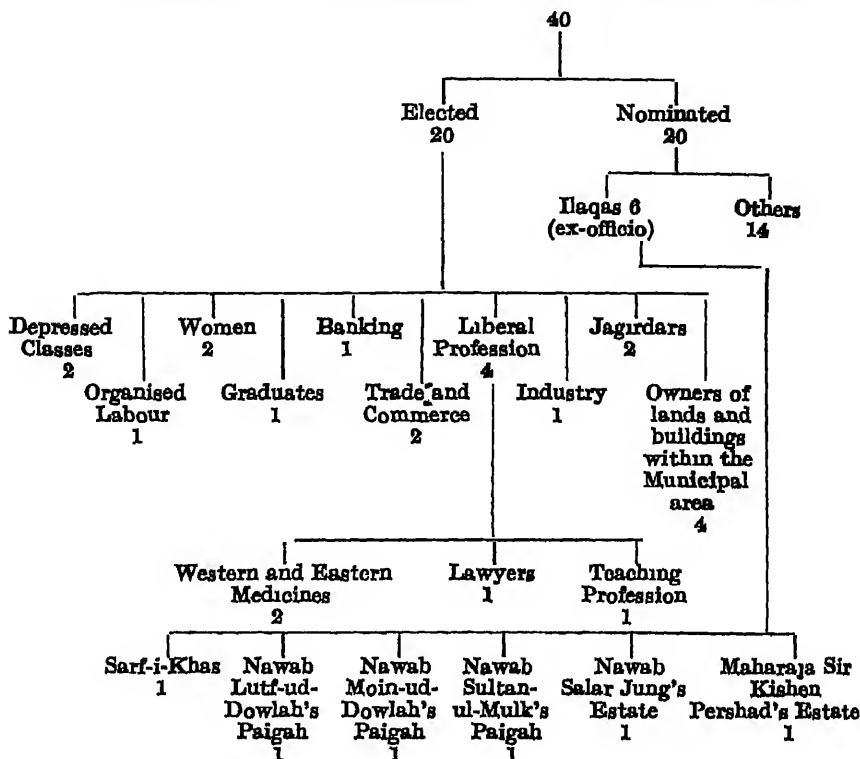 40
Elected
20
Nominated
20
Ilaqas 6
(ex-officio)
Others
14
Depressed
Classes
2
Organised
Labour
1
Women
2
Graduates
1
Banking
1
Trade and
Commerce
2
Liberal
Profession
4
Industry
1
Jagirdars
2
Owners of
lands and
buildings
within the
Municipal
area
4
Western and Eastern
Medicines
2
Lawyers
1
Teaching
Profession
1
Sarf-i-Khas
1
Nawab
Lutf-ud-
Dowlah's
Paigah
1
Nawab
Moin-ud-
Dowlah's
Paigah
1
Nawab
Sultan-
ul-Mulk's
Paigah
1
Nawab
Salar Jung's
Estate
1
Maharaja Sir
Kishen
Pershad's Estate
1